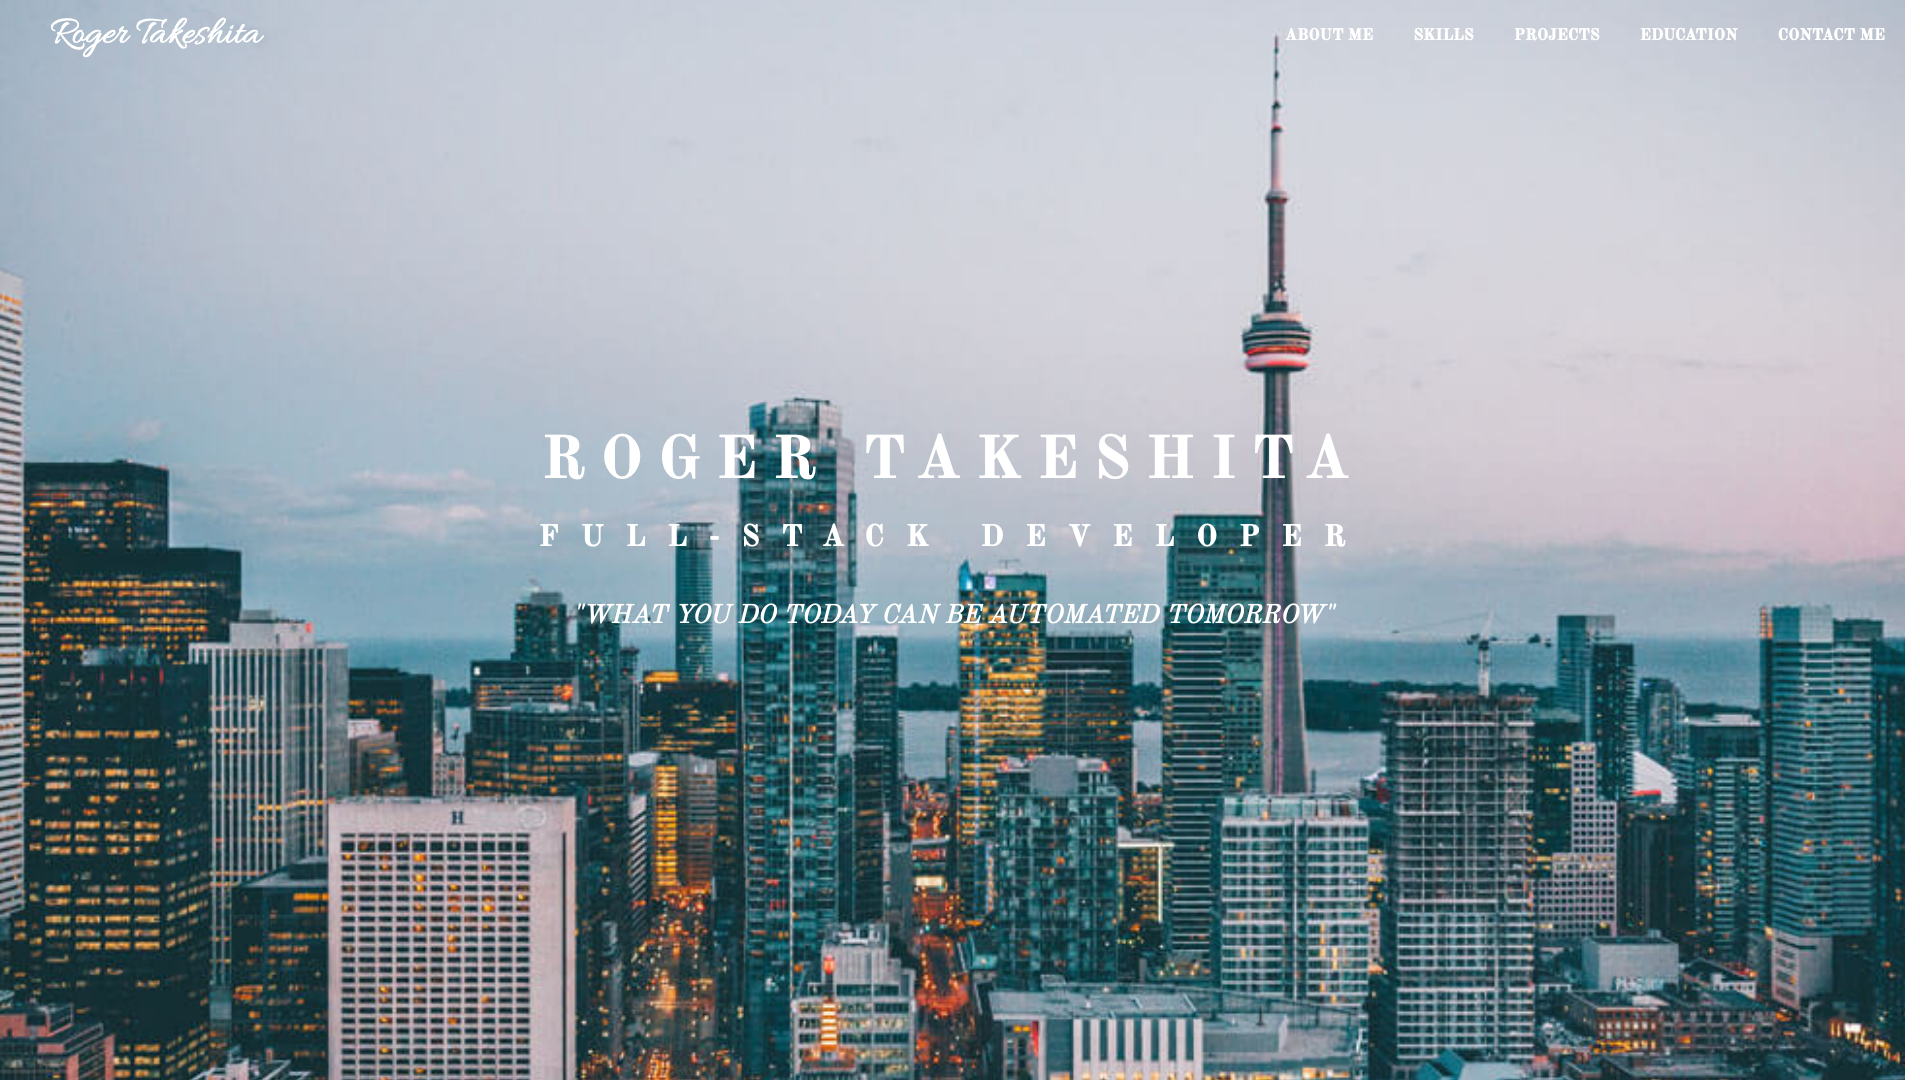 Roger Takeshita
ABOUT ME SKILLS PROJECTS EDUCATION CONTACT ME
ROGER TAKESHITA
FULL-STACK DEVELOPER
"WHAT YOU DO TODAY CAN BE AUTOMATED TOMORROW"
H